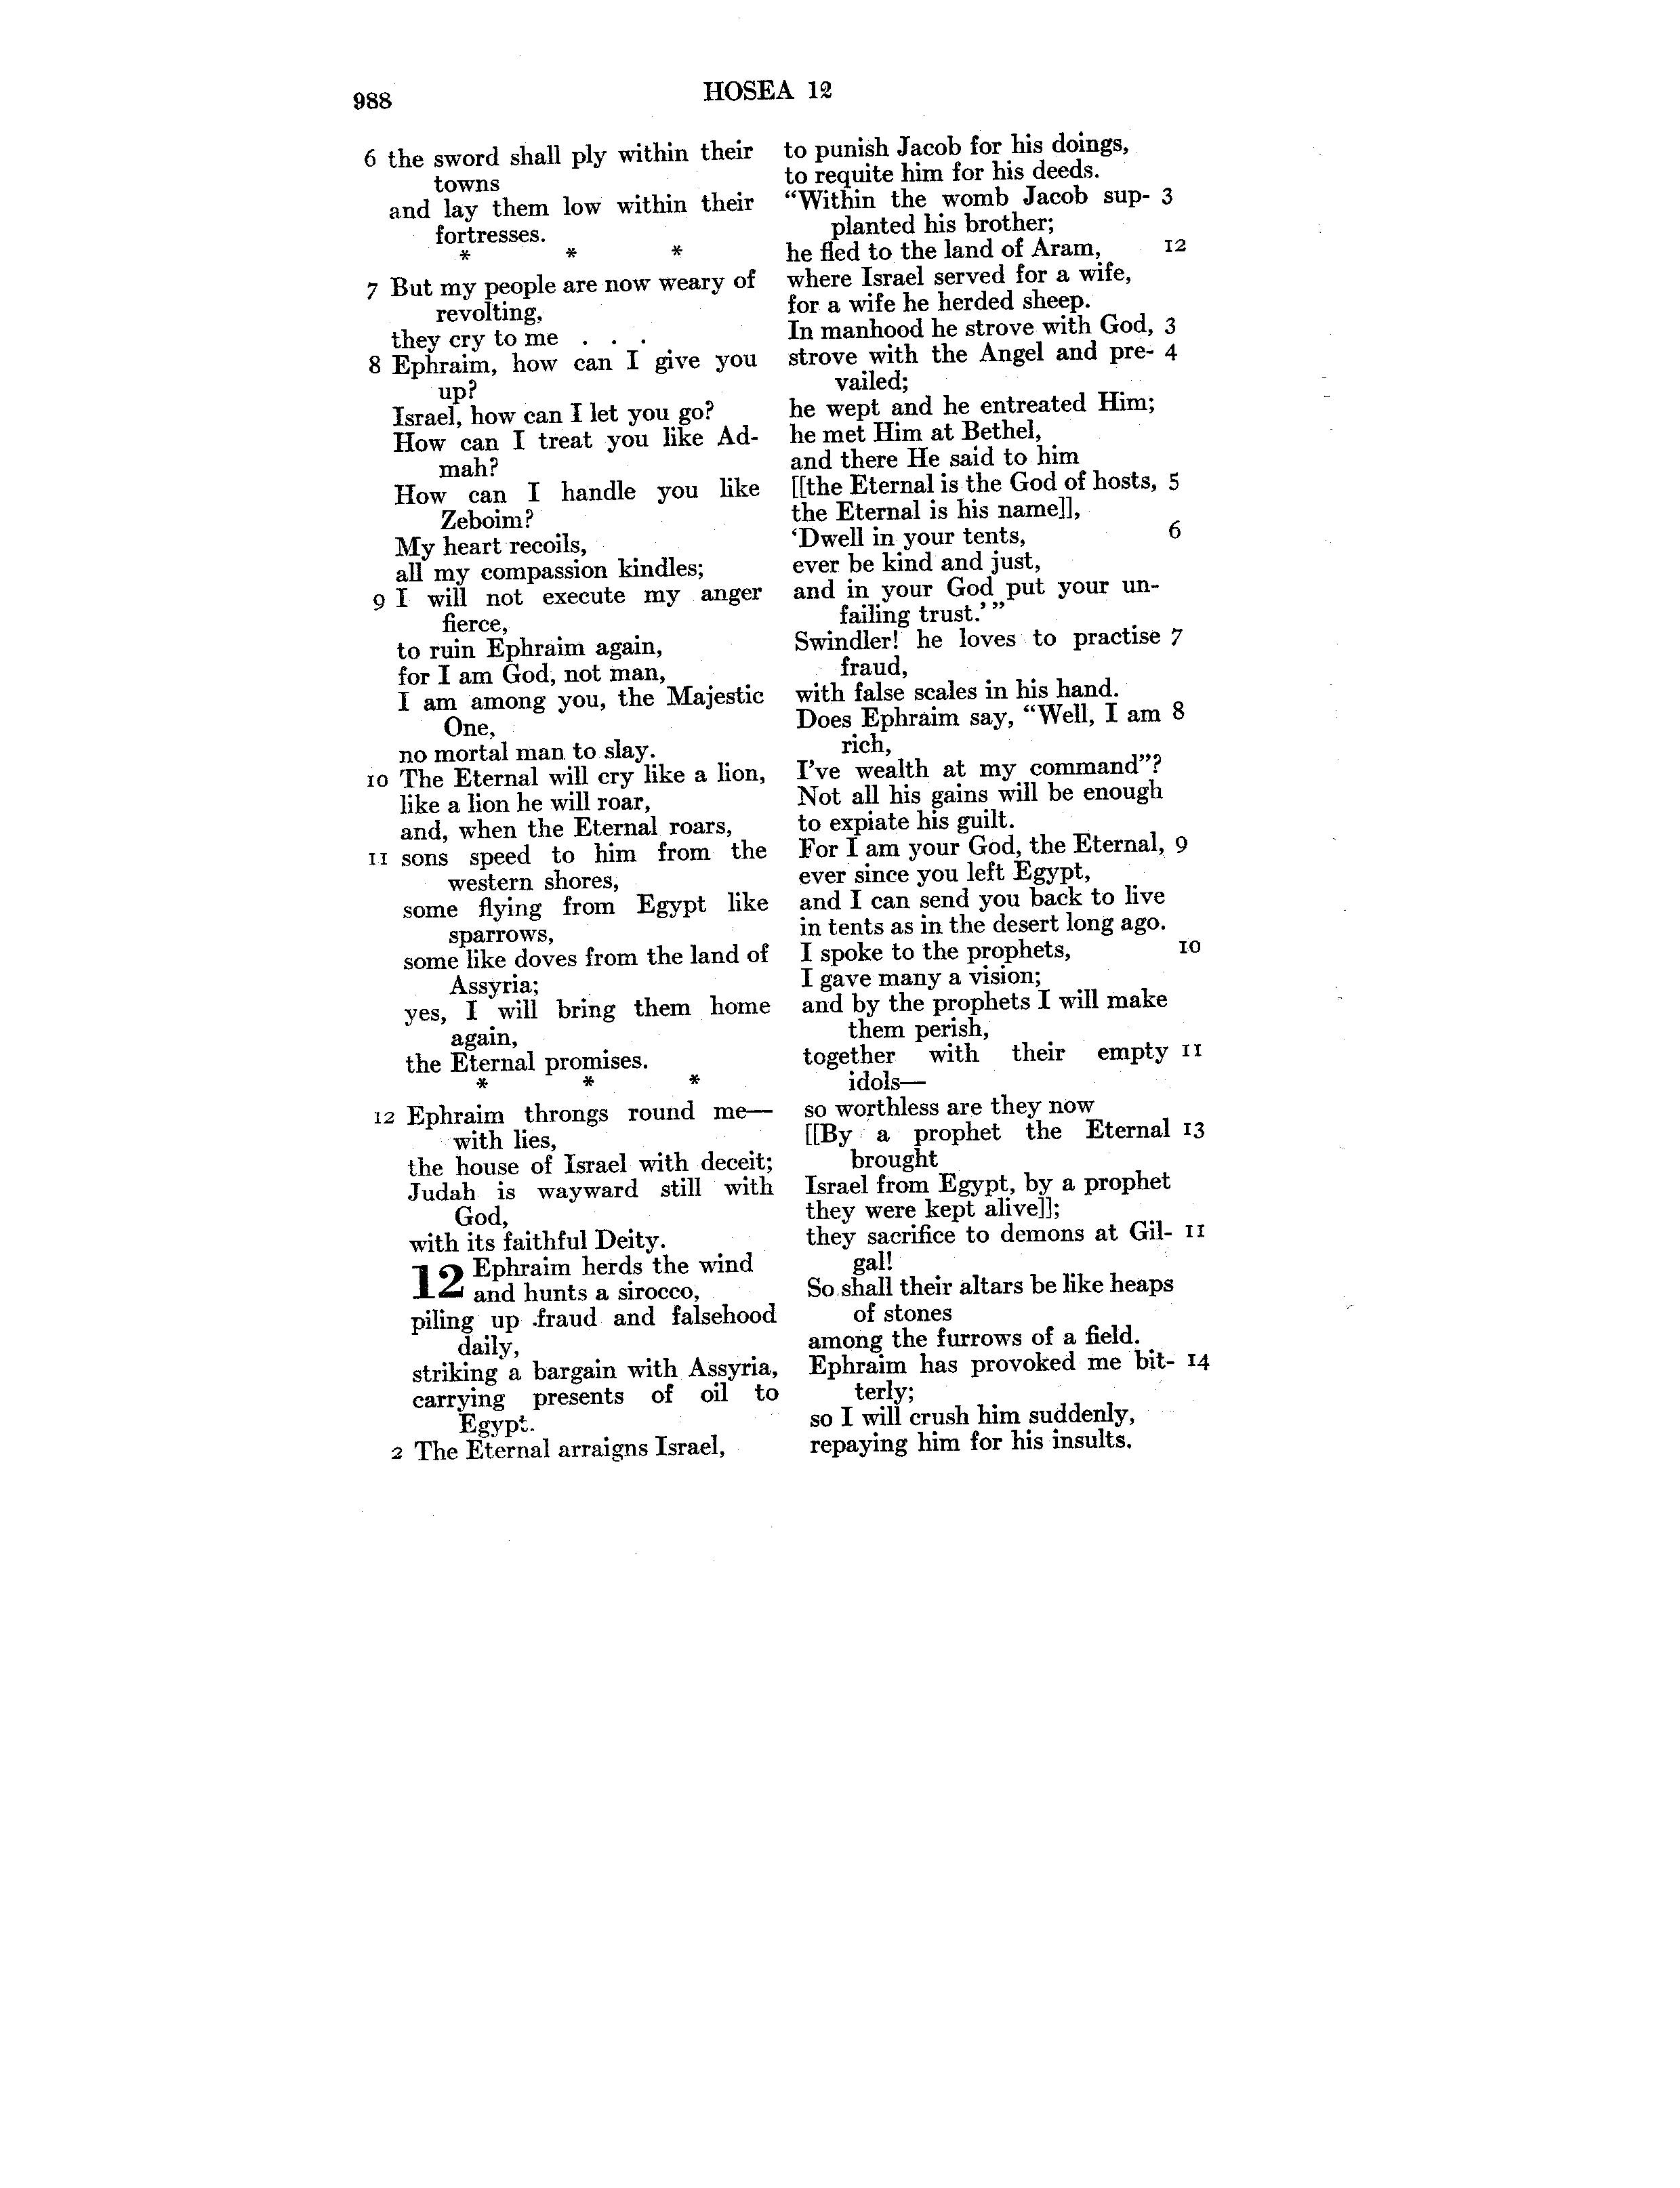 988
HOSEA 12
6 the sword shall ply within their
towns
and lay them low within their
fortresses.
* * *
7 But my people are now weary of
revolting,
they cry to me . . .
8 Ephraim, how can I give you
up?
Israel, how can I let you go?
How can I treat you like Ad-
mah?
How can I handle you like
Zeboim?
My heart recoils,
all my compassion kindles;
9 I will not execute my anger
fierce,
to ruin Ephraim again,
for I am God, not man,
I am among you, the Majestic
One,
no mortal man to slay.
10 The Eternal will cry like a lion,
like a lion he will roar,
and, when the Eternal roars,
11 sons speed to him from the
western shores,
some flying from Egypt like
sparrows,
some like doves from the land of
Assyria;
yes, I will bring them home
again,
the Eternal promises.
* * *
12 Ephraim throngs round me—
with lies,
the house of Israel with deceit;
Judah is wayward still with
God,
with its faithful Deity.
12 Ephraim herds the wind
and hunts a sirocco,
piling up fraud and falsehood
daily,
striking a bargain with Assyria,
carrying presents of oil to
Egypt.
2 The Eternal arraigns Israel,
to punish Jacob for his doings,
to requite him for his deeds.
“Within the womb Jacob sup- 3
planted his brother;
he fled to the land of Aram, 12
where Israel served for a wife,
for a wife he herded sheep.
In manhood he strove with God, 3
strove with the Angel and pre- 4
vailed;
he wept and he entreated Him;
he met Him at Bethel,
and there He said to him
[[the Eternal is the God of hosts, 5
the Eternal is his name]],
‘Dwell in your tents, 6
ever be kind and just,
and in your God put your un-
failing trust.’ ”
Swindler! he loves to practise 7
fraud,
with false scales in his hand.
Does Ephraim say, “Well, I am 8
rich,
I’ve wealth at my command”?
Not all his gains will be enough
to expiate his guilt.
For I am your God, the Eternal, 9
ever since you left Egypt,
and I can send you back to live
in tents as in the desert long ago.
I spoke to the prophets, 10
I gave many a vision;
and by the prophets I will make
them perish,
together with their empty 11
idols—
so worthless are they now
[[By a prophet the Eternal 13
brought
Israel from Egypt, by a prophet
they were kept alive]];
they sacrifice to demons at Gil- 11
gal!
So shall their altars be like heaps
of stones
among the furrows of a field.
Ephraim has provoked me bit- 14
terly;
so I will crush him suddenly,
repaying him for his insults.